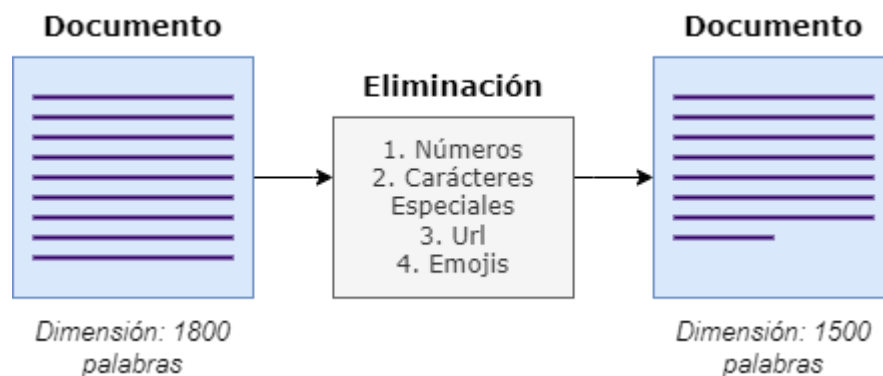 Documento
Dimensión: 1800
palabras
Eliminación
1. Números
2. Carácteres
Especiales
3. Url
4. Emojis
Documento
Dimensión: 1500
palabras